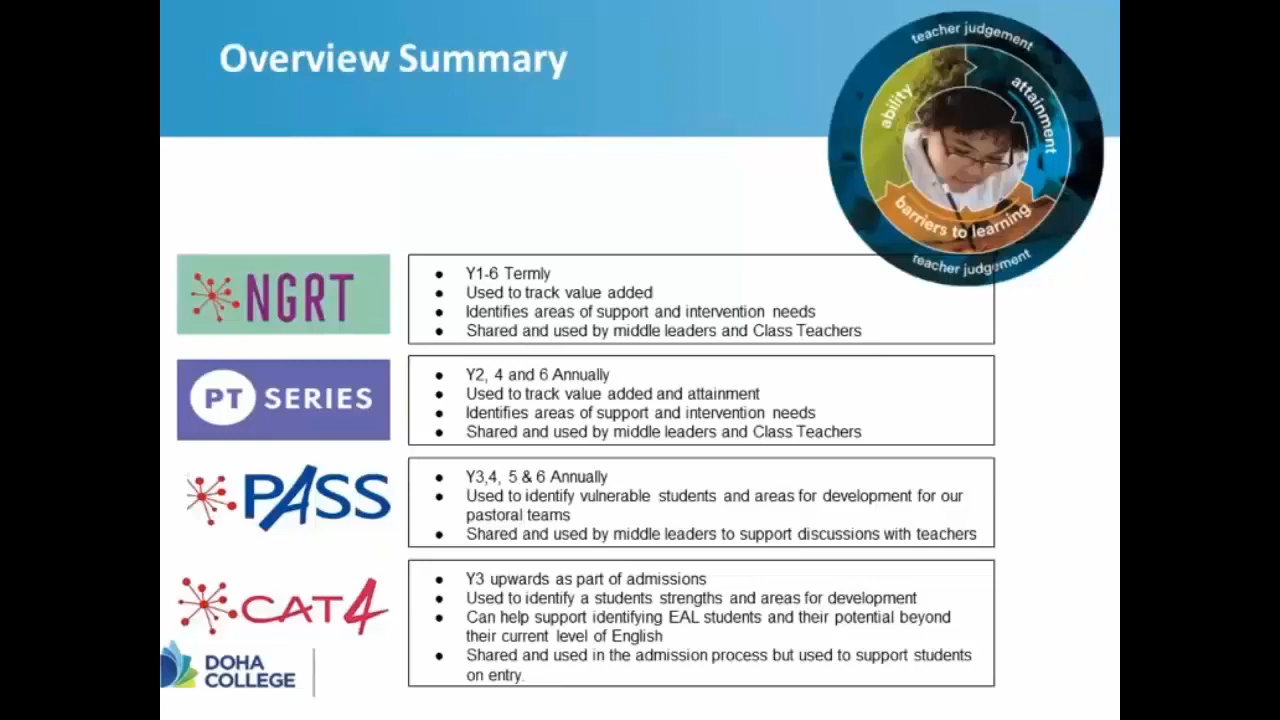 Overview Summary
teacher judgement
ability
attainment
barriers to learning
teacher judgement
NGRT
• Y1-6 Termly
• Used to track value added
• Identifies areas of support and intervention needs
• Shared and used by middle leaders and Class Teachers
PT SERIES
• Y2, 4 and 6 Annually
• Used to track value added and attainment
• Identifies areas of support and intervention needs
• Shared and used by middle leaders and Class Teachers
PASS
• Y3,4, 5 & 6 Annually
• Used to identify vulnerable students and areas for development for our
pastoral teams
• Shared and used by middle leaders to support discussions with teachers
CAT4
• Y3 upwards as part of admissions
• Used to identify a students strengths and areas for development
• Can help support identifying EAL students and their potential beyond
their current level of English
• Shared and used in the admission process but used to support students
on entry.
DOHA
COLLEGE